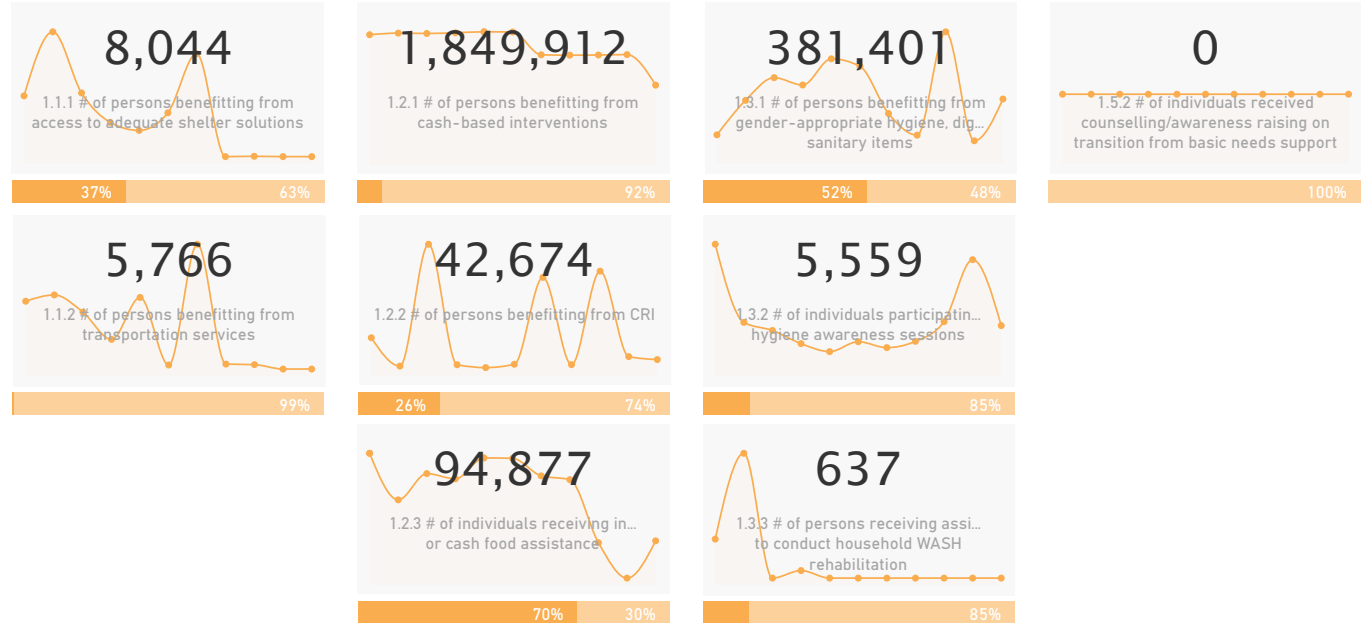 8,044
1.1.1 # of persons benefitting from
access to adequate shelter solutions
37% 63%
1,849,912
1.2.1 # of persons benefitting from
cash-based interventions
92%
381,401
1.3.1 # of persons benefitting from
gender-appropriate hygiene, dig...
sanitary items
52% 48%
0
1.5.2 # of individuals received
counselling/awareness raising on
transition from basic needs support
100%
5,766
1.1.2 # of persons benefitting from
transportation services
99%
42,674
1.2.2 # of persons benefitting from CRI
26% 74%
5,559
1.3.2 # of individuals participatin...
hygiene awareness sessions
85%
94,877
1.2.3 # of individuals receiving in...
or cash food assistance
70% 30%
637
1.3.3 # of persons receiving assi...
to conduct household WASH
rehabilitation
85%